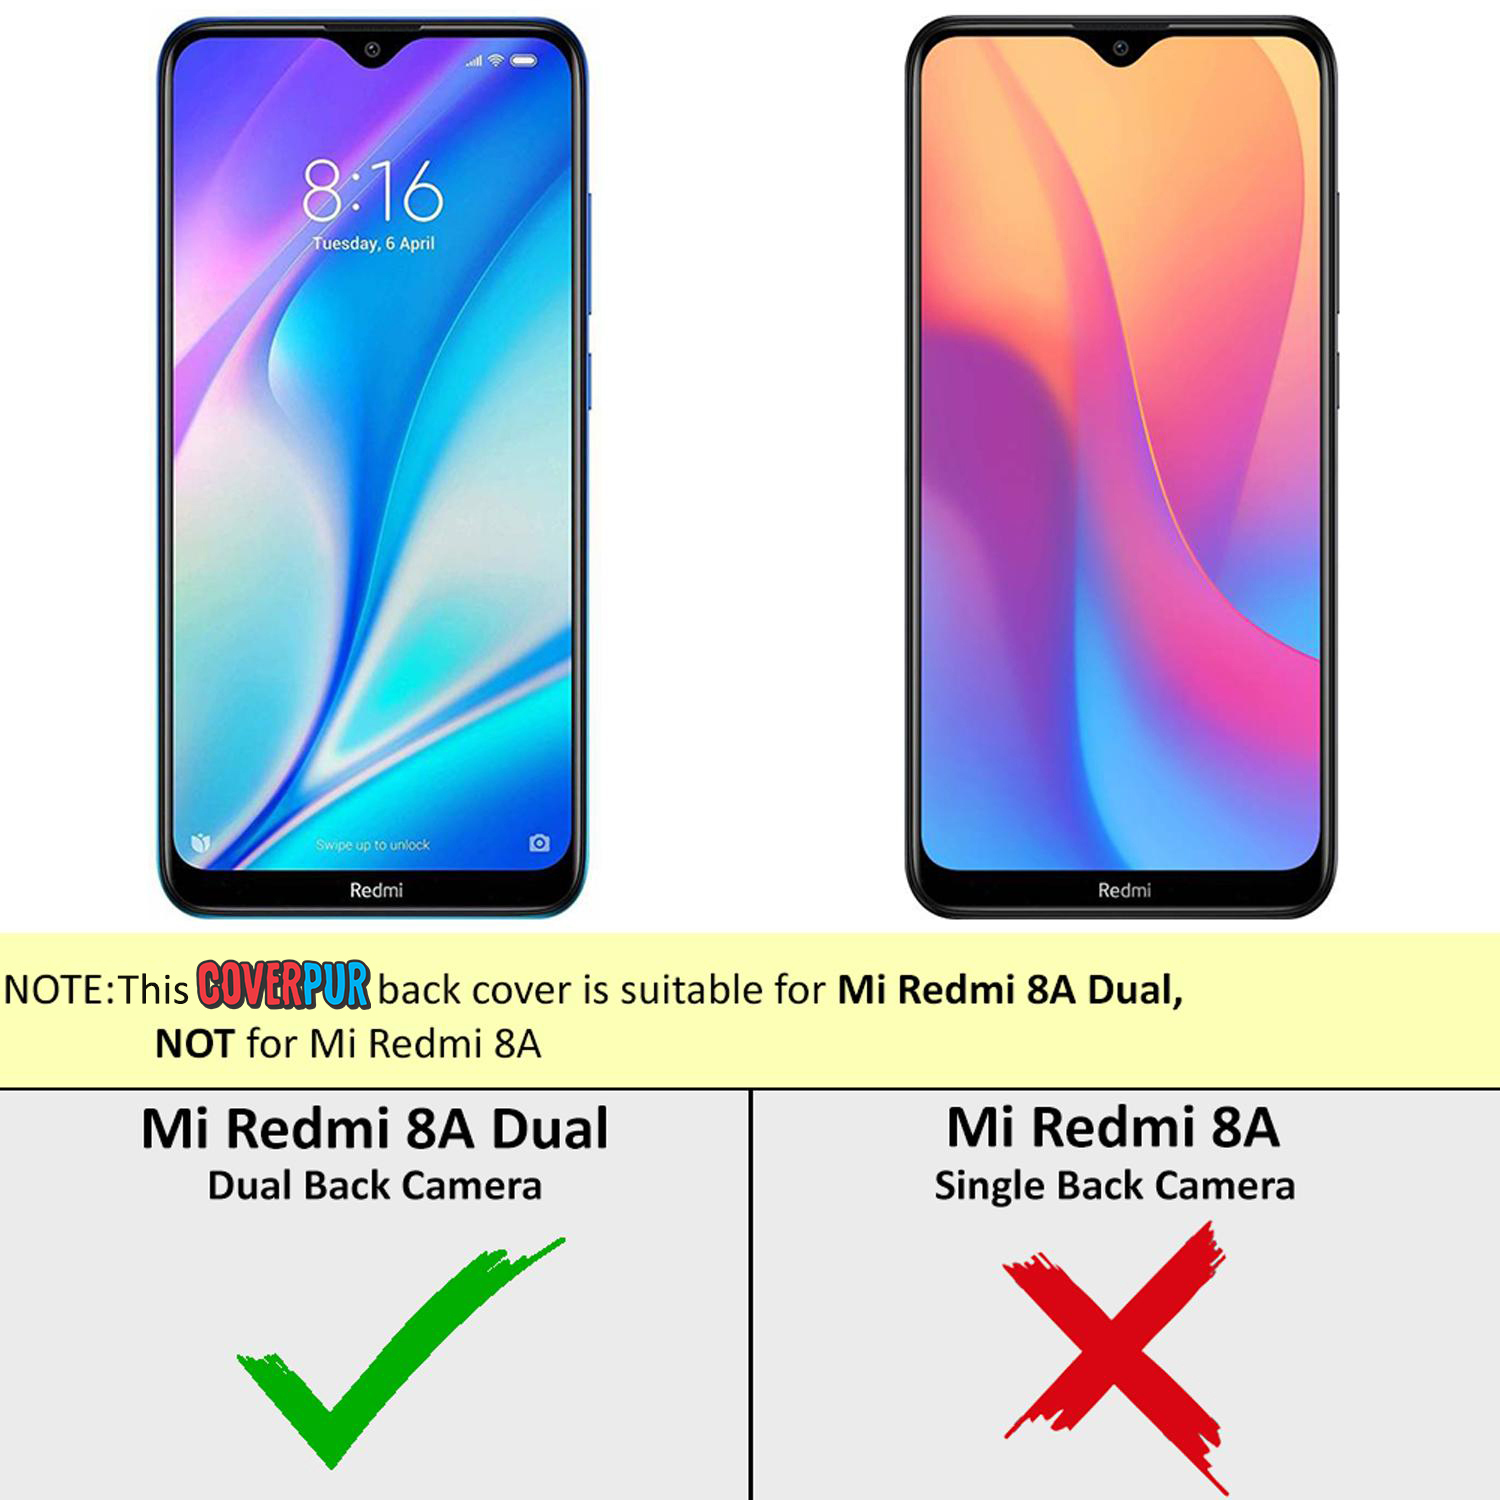 8:16
Tuesday, 6 April
Swipe up to unlock
Redmi
Redmi
NOTE:This COVERPUR back cover is suitable for Mi Redmi 8A Dual,
NOT for Mi Redmi 8A
Mi Redmi 8A Dual
Dual Back Camera
Mi Redmi 8A
Single Back Camera